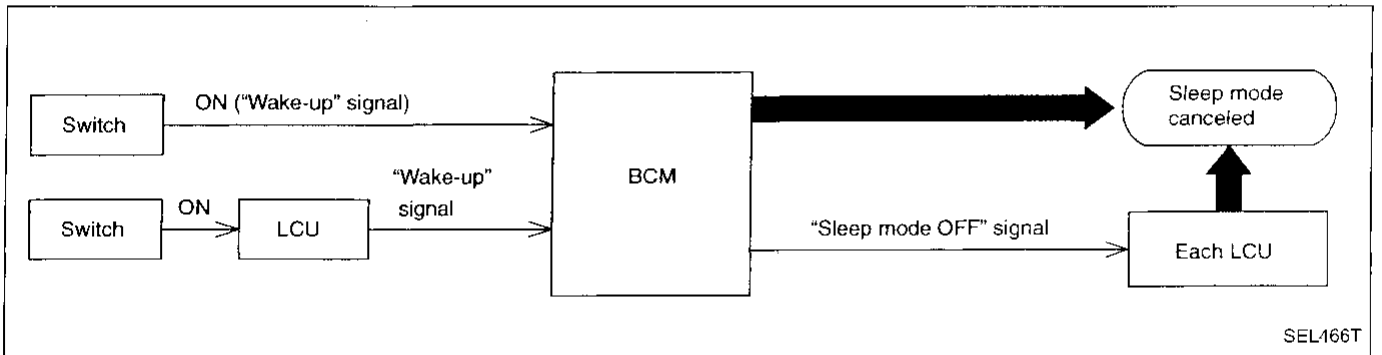 ON ("Wake-up" signal)
Switch
Sleep mode
canceled
BCM
"Wake-up"
signal
ON
Switch
LCU
"Sleep mode OFF" signal
Each LCU
SEL466T